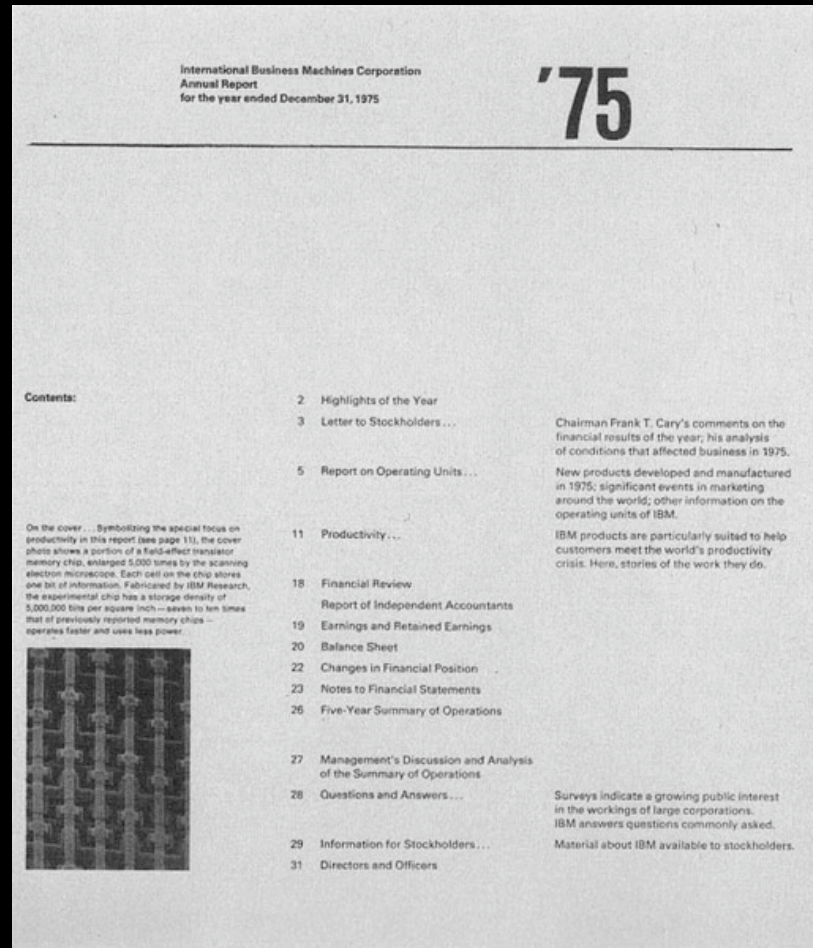 International Business Machines Corporation
Annual Report
for the year ended December 31, 1975
'75
Contents:
2 Highlights of the Year
3 Letter to Stockholders...
Chairman Frank T. Cary's comments on the
financial results of the year; his analysis
of conditions that affected business in 1975.
5 Report on Operating Units...
New products developed and manufactured
in 1975; significant events in marketing
around the world; other information on the
operating units of IBM.
11 Productivity...
IBM products are particularly suited to help
customers meet the world's productivity
crisis. Here, stories of the work they do.
18 Financial Review
Report of Independent Accountants
19 Earnings and Retained Earnings
20 Balance Sheet
22 Changes in Financial Position
23 Notes to Financial Statements
26 Five-Year Summary of Operations
27 Management's Discussion and Analysis
of the Summary of Operations
28 Questions and Answers...
Surveys indicate a growing public interest
in the workings of large corporations.
IBM answers questions commonly asked.
29 Information for Stockholders...
Material about IBM available to stockholders.
31 Directors and Officers
On the cover...Symbolizing the special focus on
productivity in this report (see page 11), the cover
photo shows a portion of a field-effect transistor
memory chip, enlarged 5,000 times by the scanning
electron microscope. Each cell on the chip stores
one bit of information. Fabricated by IBM Research,
the experimental chip has a storage density of
5,000,000 bits per square inch—seven to ten times
that of previously reported memory chips—
operates faster and uses less power.